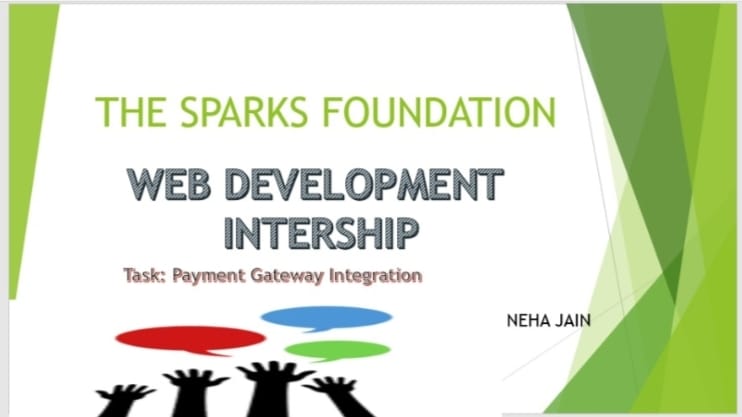 THE SPARKS FOUNDATION
WEB DEVELOPMENT
INTERSHIP
Task: Payment Gateway Integration
NEHA JAIN